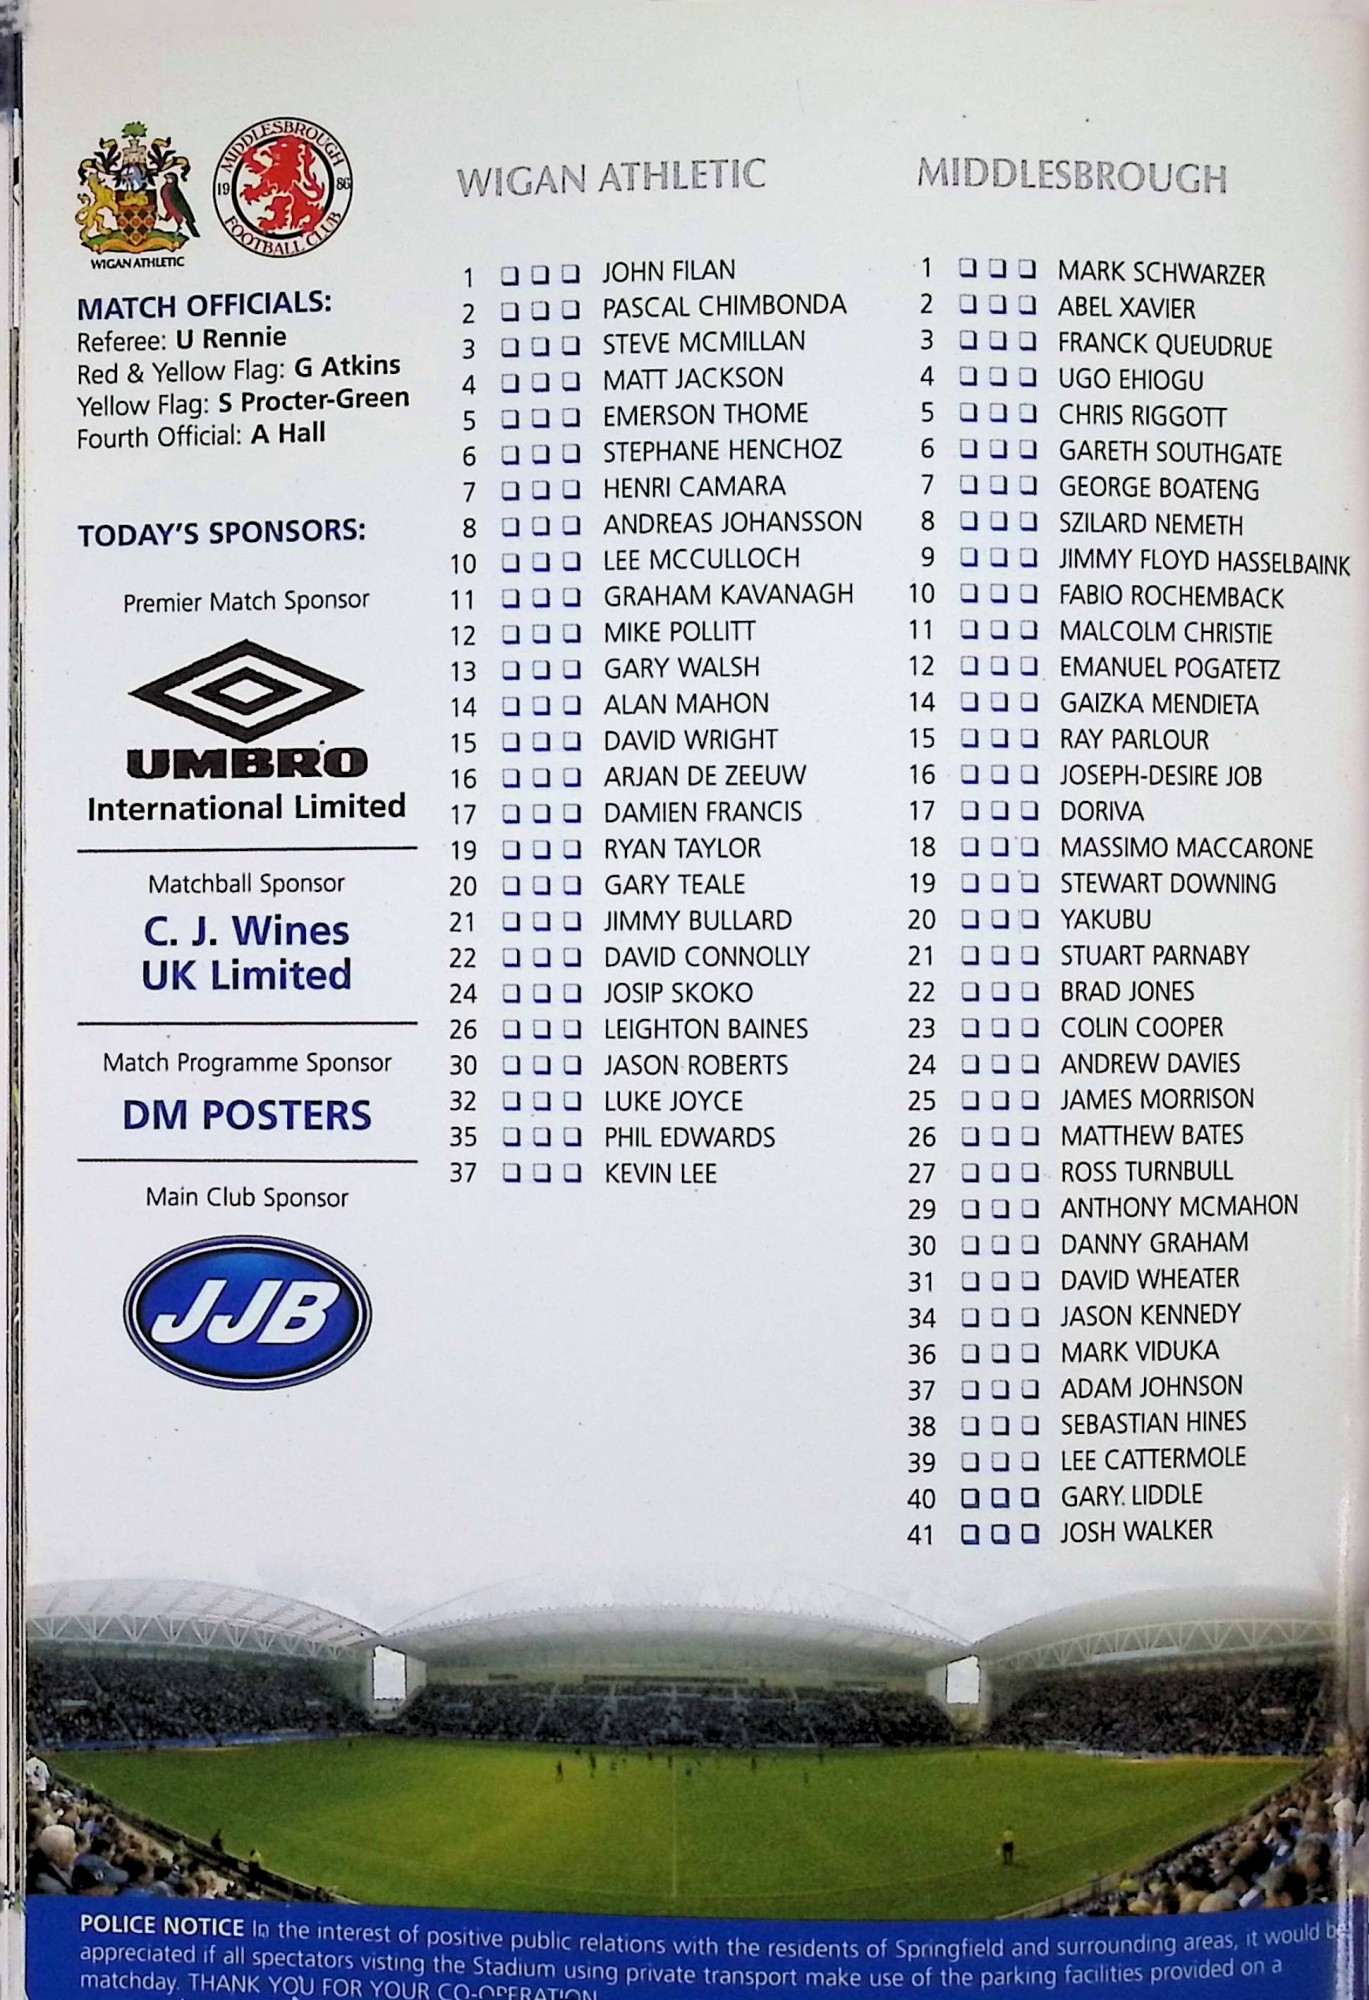 WIGAN ATHLETIC
MIDDLESBROUGH
19 86
FOOTBALL CLUB
MATCH OFFICIALS:
Referee: U Rennie
Red & Yellow Flag: G Atkins
Yellow Flag: S Procter-Green
Fourth Official: A Hall
TODAY'S SPONSORS:
Premier Match Sponsor
UMBRO
International Limited
Matchball Sponsor
C. J. Wines
UK Limited
Match Programme Sponsor
DM POSTERS
Main Club Sponsor
JJB
WIGAN ATHLETIC
1 JOHN FILAN
2 PASCAL CHIMBONDA
3 STEVE MCMILLAN
4 MATT JACKSON
5 EMERSON THOME
6 STEPHANE HENCHOZ
7 HENRI CAMARA
8 ANDREAS JOHANSSON
10 LEE MCCULLOCH
11 GRAHAM KAVANAGH
12 MIKE POLLITT
13 GARY WALSH
14 ALAN MAHON
15 DAVID WRIGHT
16 ARJAN DE ZEEUW
17 DAMIEN FRANCIS
19 RYAN TAYLOR
20 GARY TEALE
21 JIMMY BULLARD
22 DAVID CONNOLLY
24 JOSIP SKOKO
26 LEIGHTON BAINES
30 JASON ROBERTS
32 LUKE JOYCE
35 PHIL EDWARDS
37 KEVIN LEE
MIDDLESBROUGH
1 MARK SCHWARZER
2 ABEL XAVIER
3 FRANCK QUEUDRUE
4 UGO EHIOGU
5 CHRIS RIGGOTT
6 GARETH SOUTHGATE
7 GEORGE BOATENG
8 SZILARD NEMETH
9 JIMMY FLOYD HASSELBAINK
10 FABIO ROCHEMBACK
11 MALCOLM CHRISTIE
12 EMANUEL POGATETZ
14 GAIZKA MENDIETA
15 RAY PARLOUR
16 JOSEPH-DESIRE JOB
17 DORIVA
18 MASSIMO MACCARONE
19 STEWART DOWNING
20 YAKUBU
21 STUART PARNABY
22 BRAD JONES
23 COLIN COOPER
24 ANDREW DAVIES
25 JAMES MORRISON
26 MATTHEW BATES
27 ROSS TURNBULL
29 ANTHONY MCMAHON
30 DANNY GRAHAM
31 DAVID WHEATER
34 JASON KENNEDY
36 MARK VIDUKA
37 ADAM JOHNSON
38 SEBASTIAN HINES
39 LEE CATTERMOLE
40 GARY. LIDDLE
41 JOSH WALKER
POLICE NOTICE In the interest of positive public relations with the residents of Springfield and surrounding areas, it would be
appreciated if all spectators visting the Stadium using private transport make use of the parking facilities provided on a
matchday. THANK YOU FOR YOUR CO-OPERATION